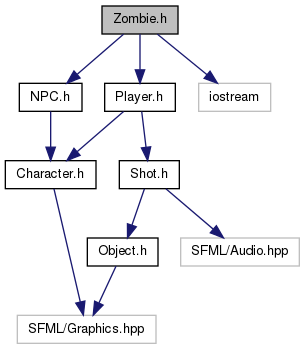 Zombie.h
NPC.h
Player.h
iostream
Character.h
Shot.h
Object.h
SFML/Audio.hpp
SFML/Graphics.hpp